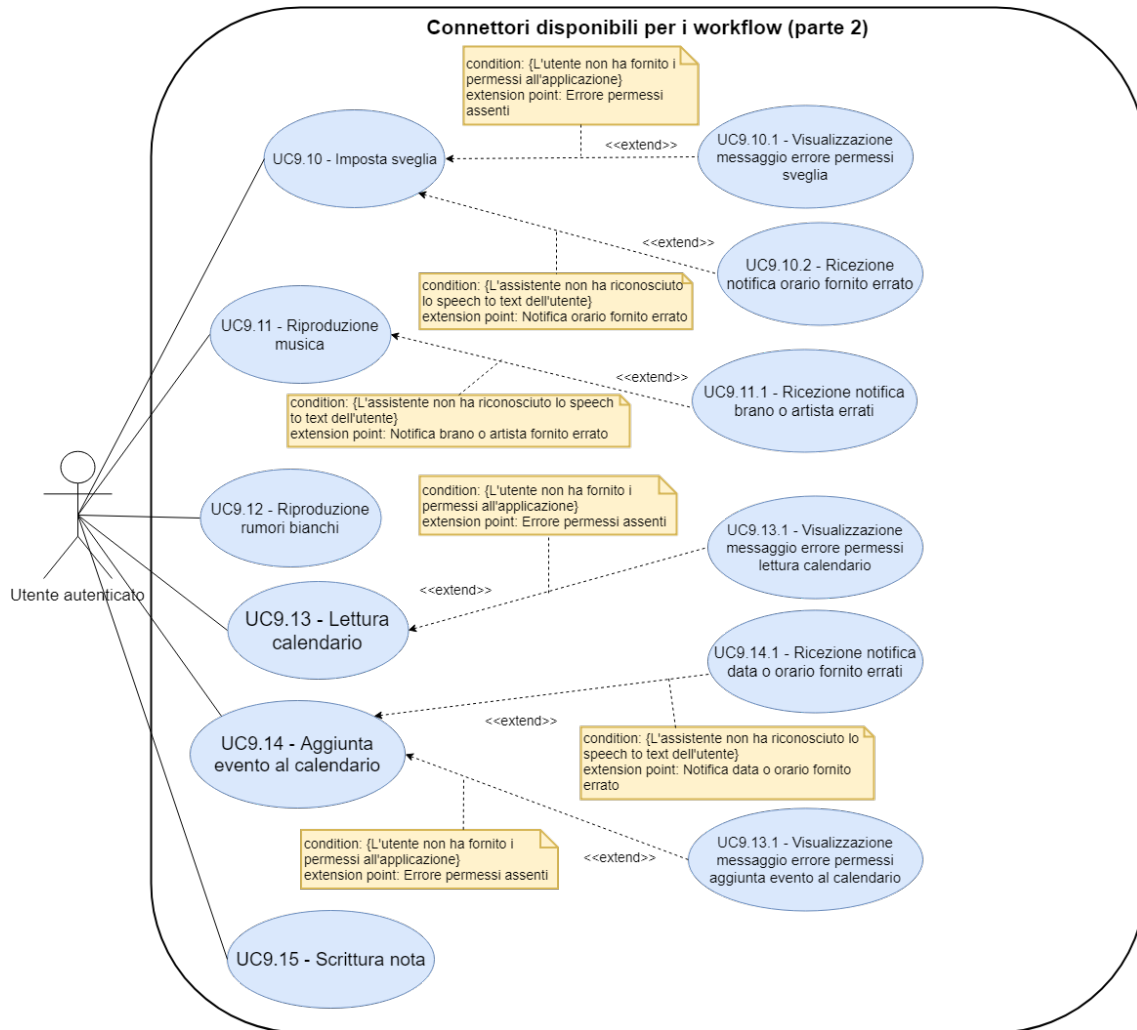 Connettori disponibili per i workflow (parte 2)
condition: {L'utente non ha fornito i
permessi all'applicazione}
extension point: Errore permessi
assenti
UC9.10 - Imposta sveglia
<<extend>>
UC9.10.1 - Visualizzazione
messaggio errore permessi
sveglia
<<extend>>
UC9.10.2 - Ricezione
notifica orario fornito errato
condition: {L'assistente non ha riconosciuto
lo speech to text dell'utente}
extension point: Notifica orario fornito errato
UC9.11 - Riproduzione
musica
<<extend>>
UC9.11.1 - Ricezione notifica
brano o artista errati
condition: {L'assistente non ha riconosciuto lo speech
to text dell'utente}
extension point: Notifica brano o artista fornito errato
UC9.12 - Riproduzione
rumori bianchi
condition: {L'utente non ha fornito i
permessi all'applicazione}
extension point: Errore permessi assenti
UC9.13.1 - Visualizzazione
messaggio errore permessi
lettura calendario
Utente autenticato
<<extend>>
UC9.13 - Lettura
calendario
UC9.14.1 - Ricezione notifica
data o orario fornito errati
<<extend>>
UC9.14 - Aggiunta
evento al calendario
condition: {L'assistente non ha riconosciuto lo
speech to text dell'utente}
extension point: Notifica data o orario fornito
errato
condition: {L'utente non ha fornito i
permessi all'applicazione}
extension point: Errore permessi assenti
<<extend>>
UC9.13.1 - Visualizzazione
messaggio errore permessi
aggiunta evento al calendario
UC9.15 - Scrittura nota